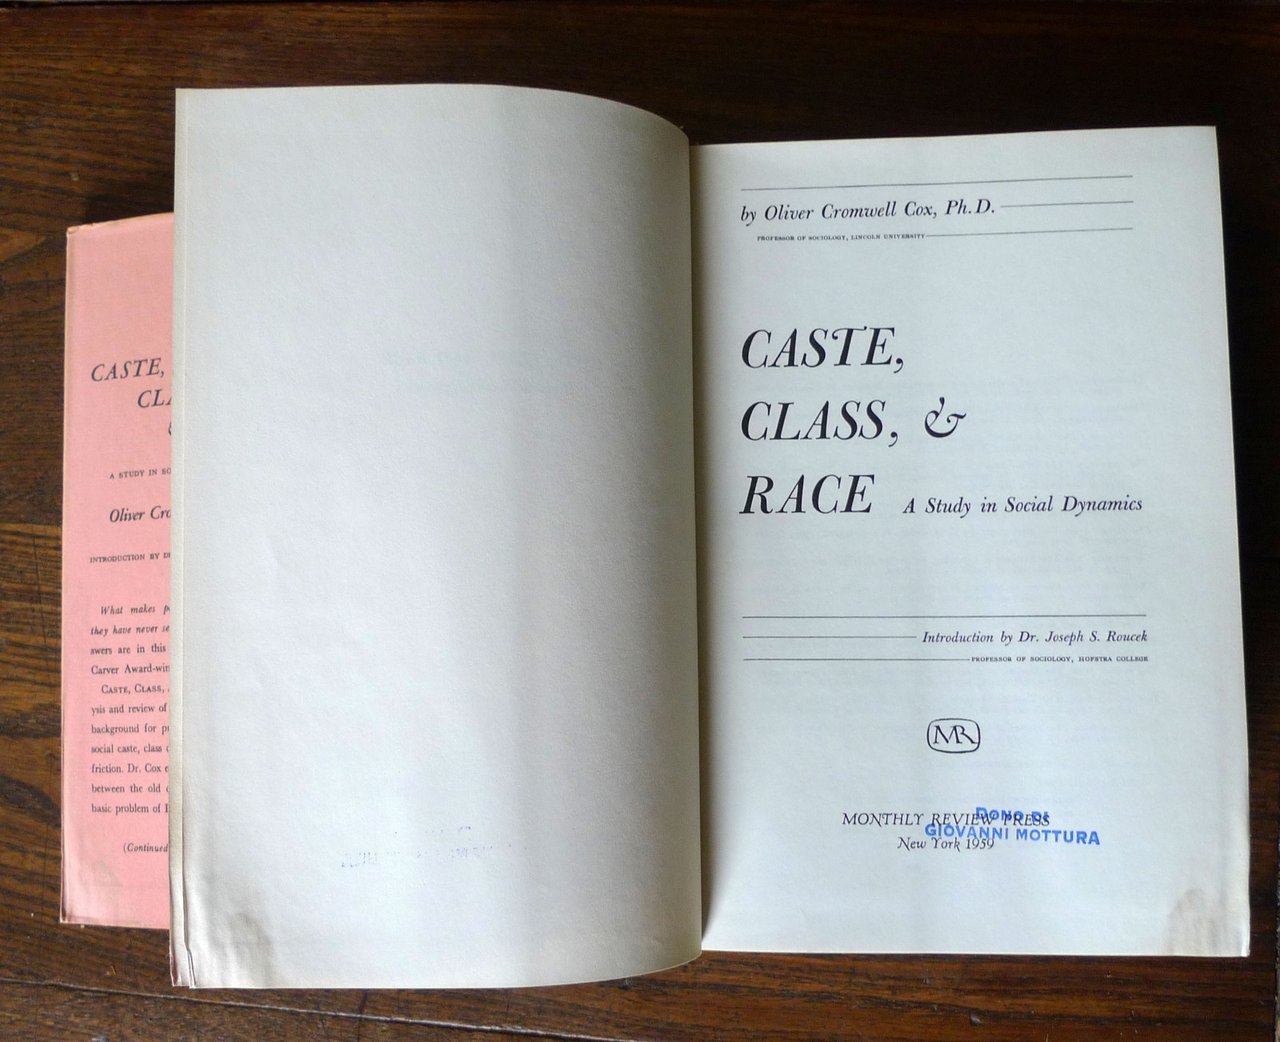 CASTE,
CLA
A STUDY IN SO
Oliver Cro
INTRODUCTION BY D
What makes p
they have never se
swers are in this
Carver Award-win
CASTE, CLASS,
ysis and review of
background for p
social caste, class
friction. Dr. Cox e
between the old
basic problem of
(Continued
by Oliver Cromwell Cox, Ph.D.
PROFESSOR OF SOCIOLOGY, LINCOLN UNIVERSITY
CASTE,
CLASS, &
RACE A Study in Social Dynamics
Introduction by Dr. Joseph S. Roucek
PROFESSOR OF SOCIOLOGY, HOFSTRA COLLEGE
MR
MONTHLY REVIEW PRESS
New York 1959
DONO DI
GIOVANNI MOTTURA